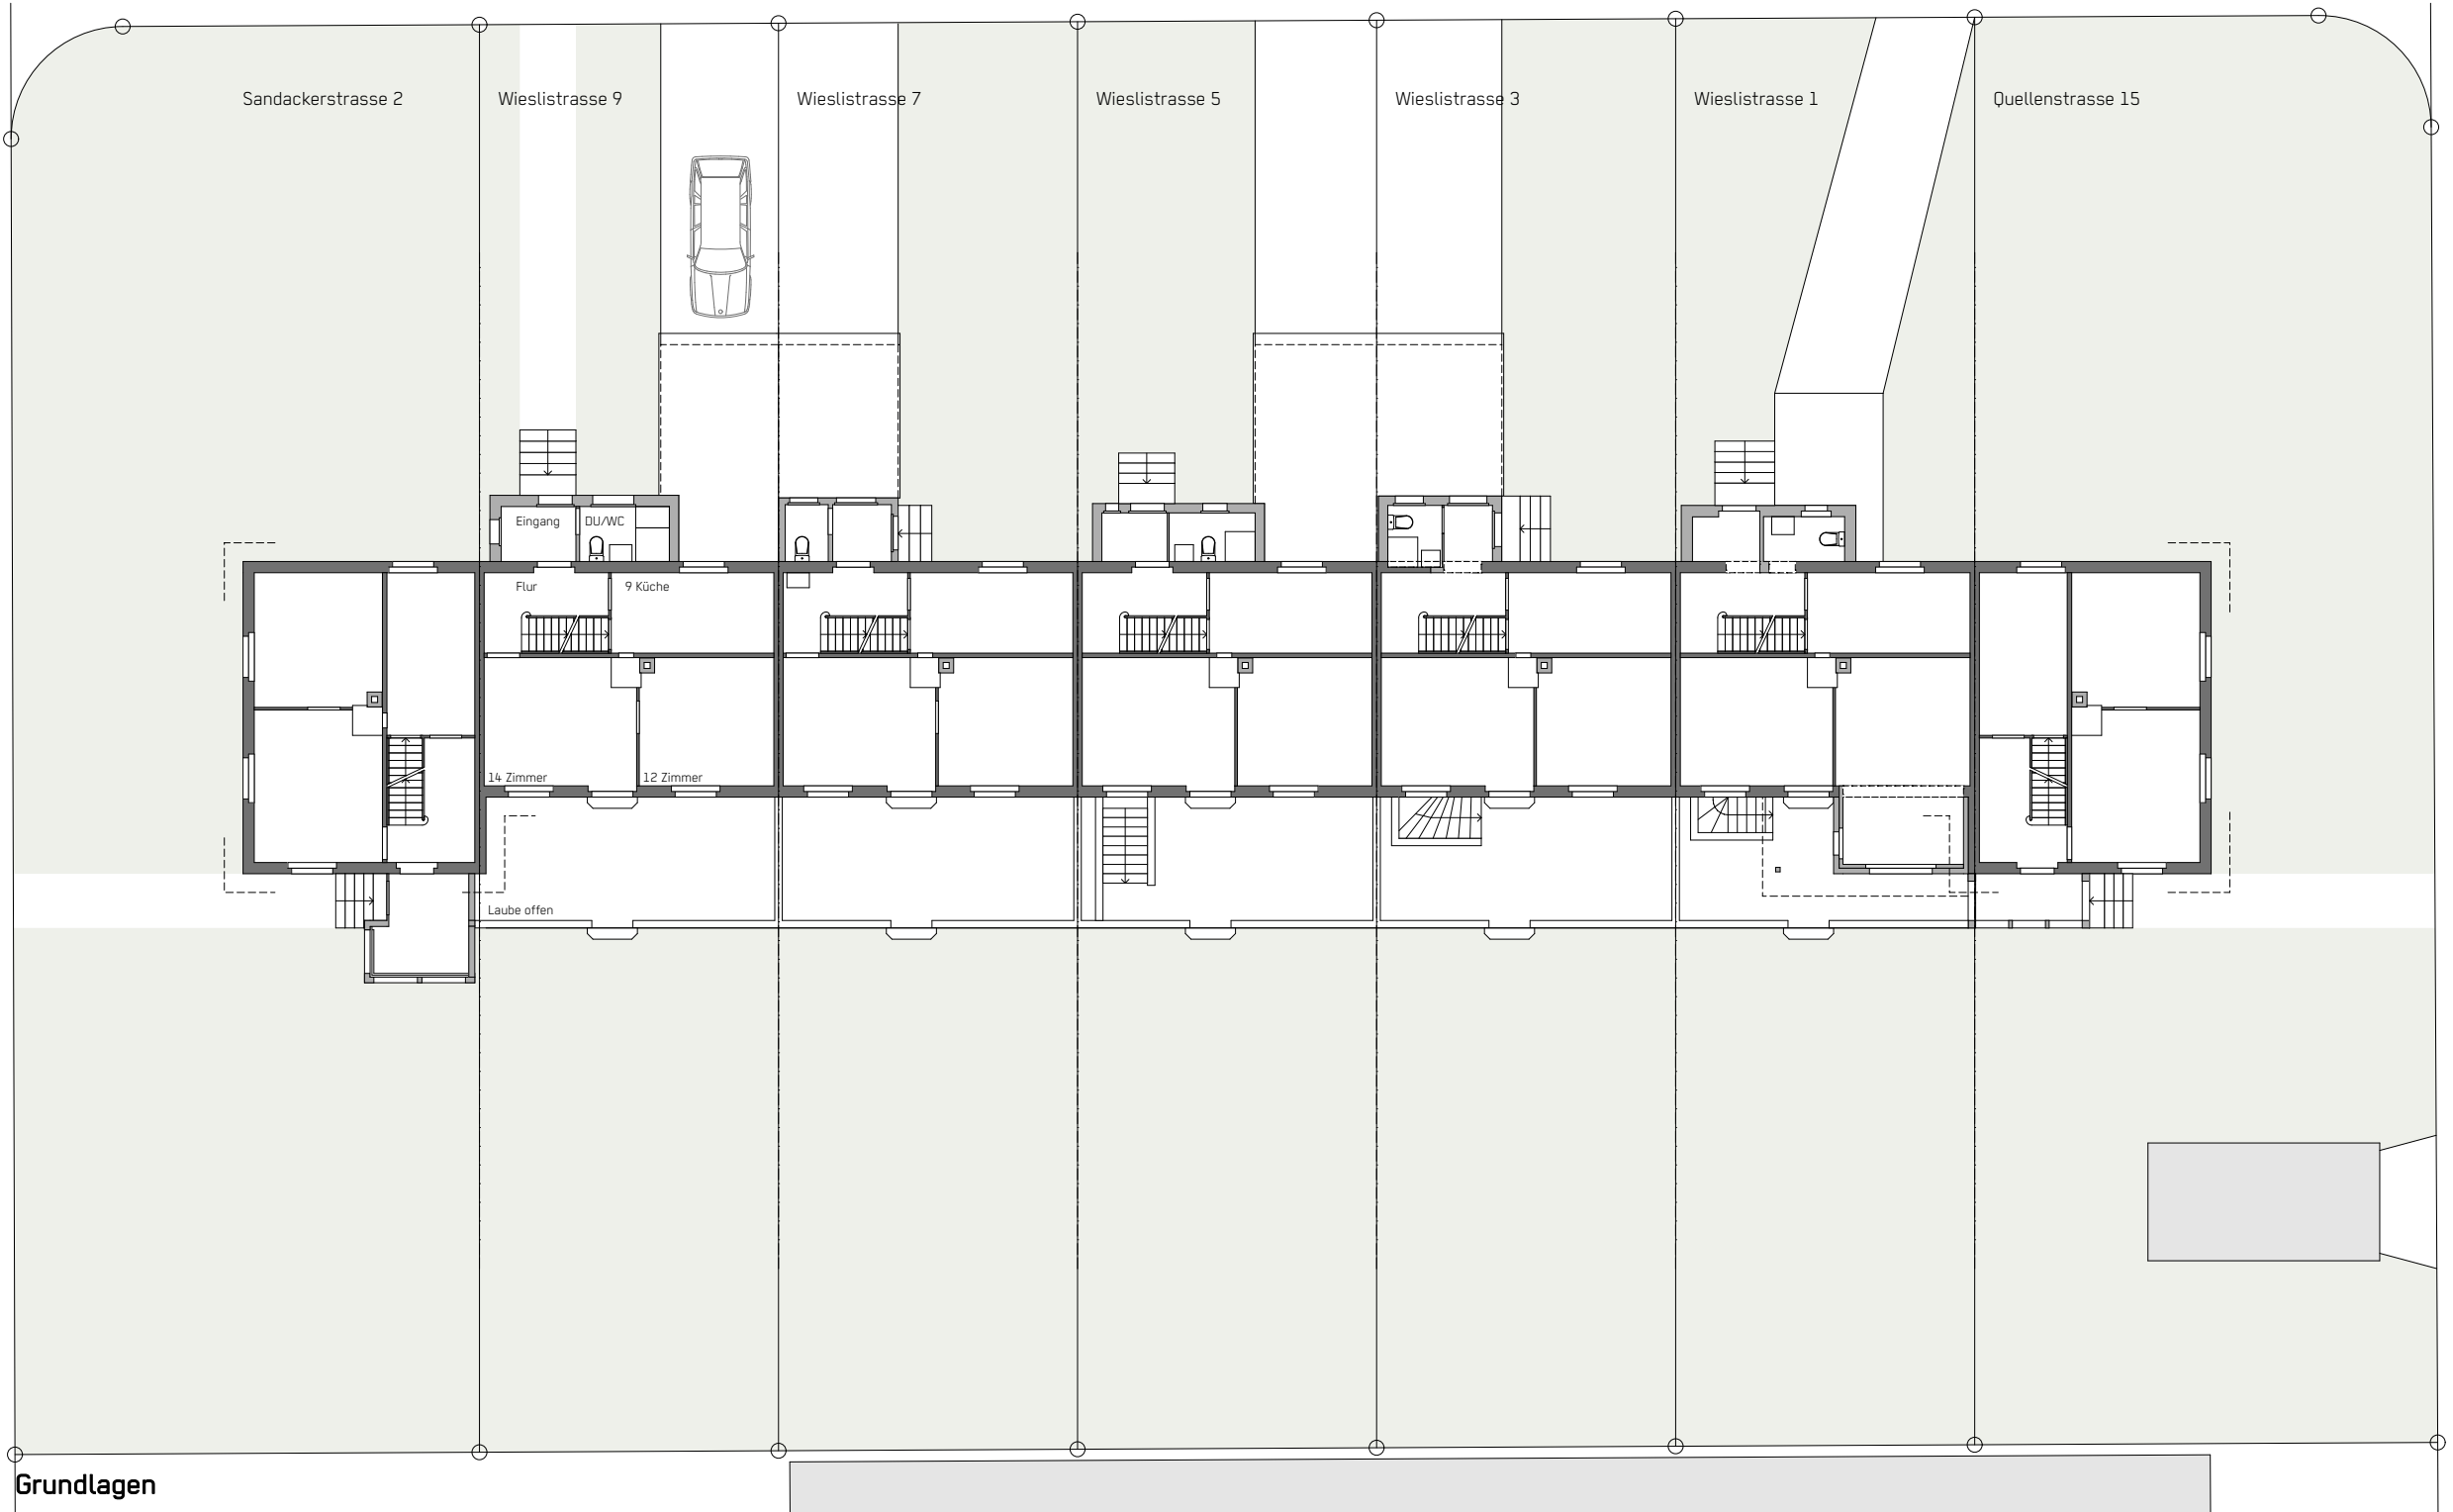 Sandackerstrasse 2
Wieslistrasse 9
Wieslistrasse 7
Wieslistrasse 5
Wieslistrasse 3
Wieslistrasse 1
Quellenstrasse 15
Eingang
DU/WC
Flur
9 Küche
14 Zimmer
12 Zimmer
Laube offen
Grundlagen